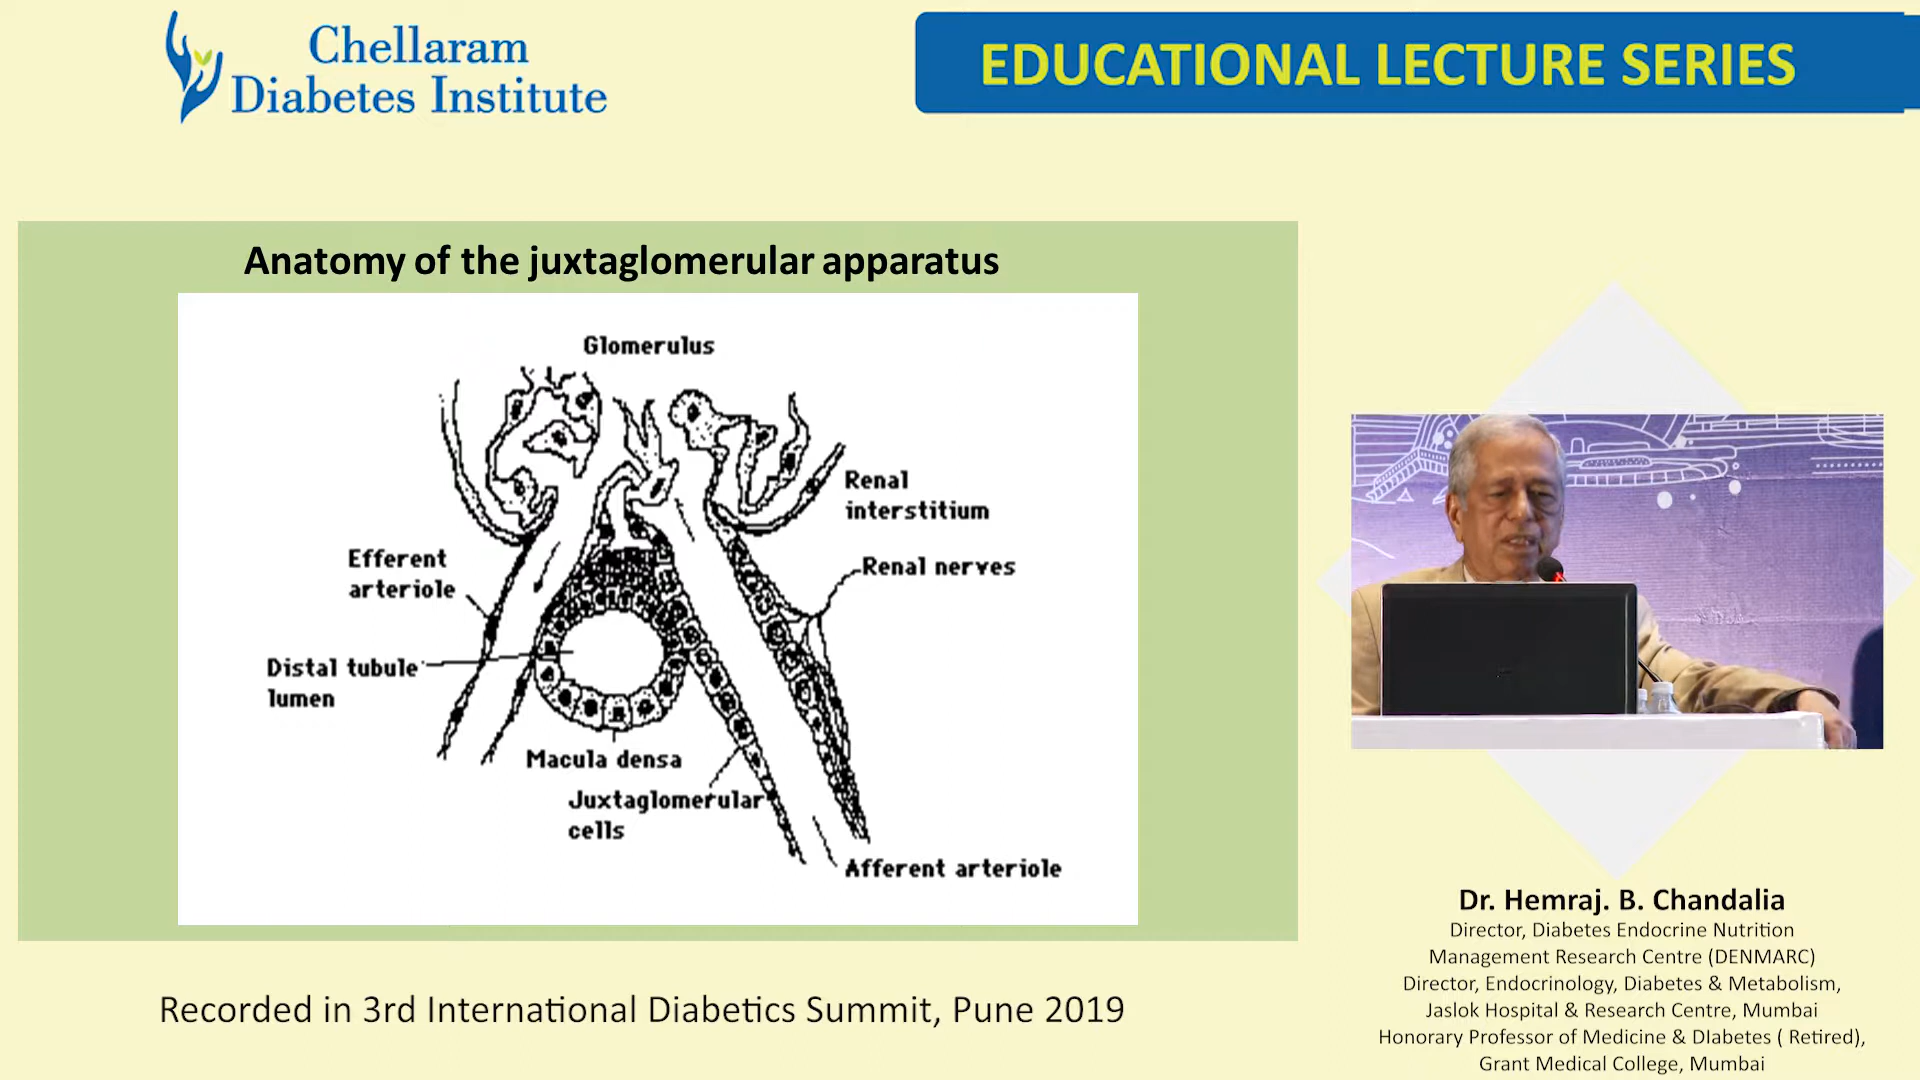 Chellaram
Diabetes Institute
EDUCATIONAL LECTURE SERIES
Anatomy of the juxtaglomerular apparatus
Glomerulus
Renal
interstitium
Efferent
arteriole
Renal nerves
Distal tubule
lumen
Macula densa
Juxtaglomerular
cells
Afferent arteriole
Dr. Hemraj. B. Chandalia
Director, Diabetes Endocrine Nutrition
Management Research Centre (DENMARC)
Director, Endocrinology, Diabetes & Metabolism,
Jaslok Hospital & Research Centre, Mumbai
Honorary Professor of Medicine & DIabetes ( Retired),
Grant Medical College, Mumbai
Recorded in 3rd International Diabetics Summit, Pune 2019